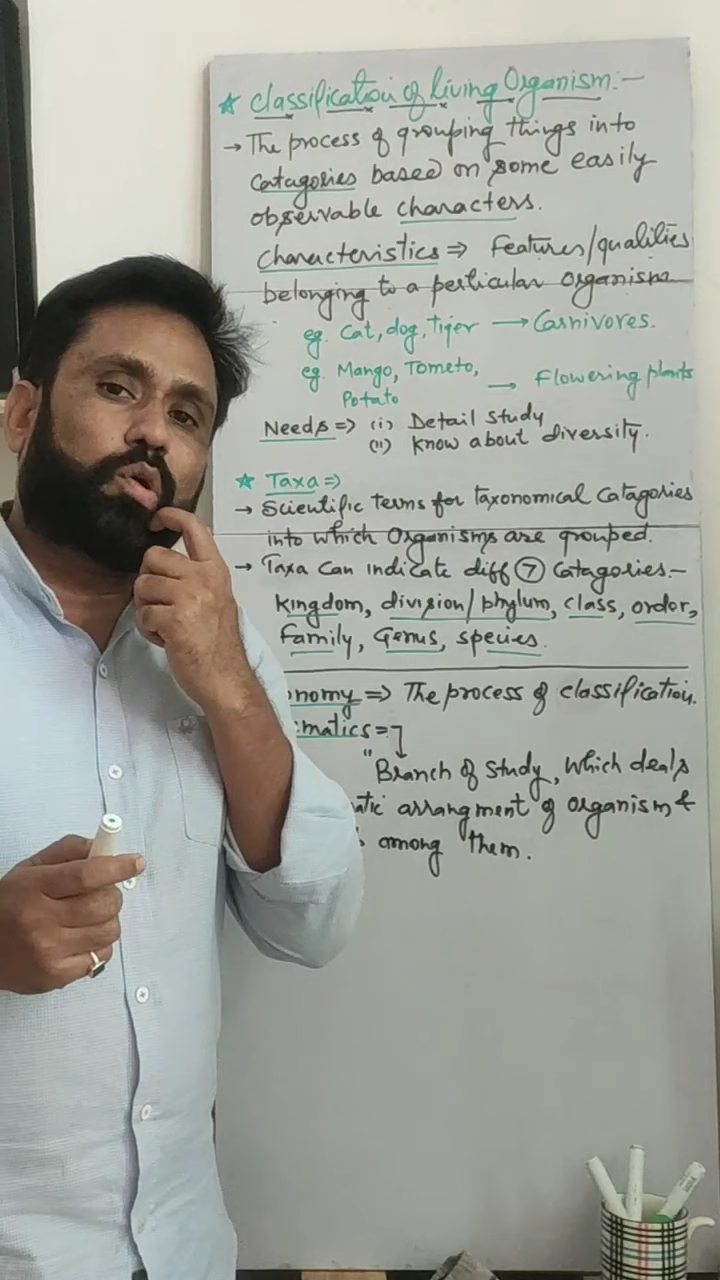 * Classification of living Organism:-
→ The process of grouping things into
Catagories based on some easily
observable characters.
Characteristics ⇒ Features/qualities
belonging to a perticular organism
eg. Cat, dog, Tiger → Carnivores.
eg. Mango, Tometo, → Flowering plants
Potato
Needs ⇒ (i) Detail study
(ii) know about diversity.
* Taxa ⇒
→ Scientific terms for taxonomical Catagories
into which Organisms are grouped.
→ Taxa Can indicate diff 7 Catagories.-
kingdom, division/phylum, class, order,
family, Genus, species.
onomy ⇒ The process of classification.
matics =
"Branch of study, which deals
atic arrangment of organism &
among them.